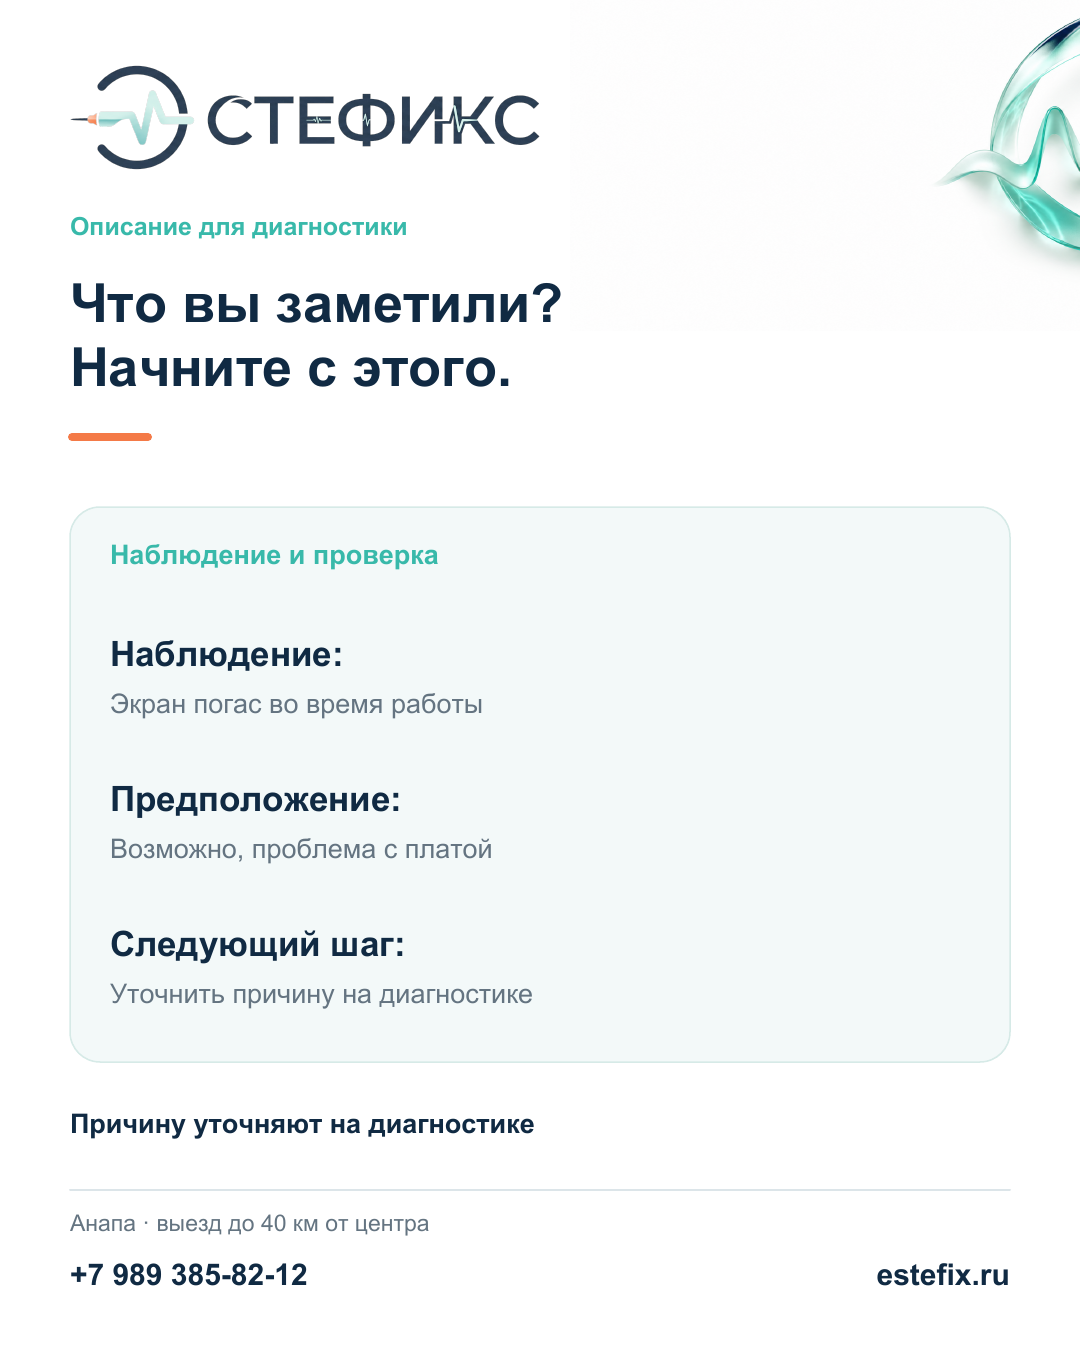 СТЕФИКС
Описание для диагностики
Что вы заметили?
Начните с этого.
Наблюдение и проверка
Наблюдение:
Экран погас во время работы
Предположение:
Возможно, проблема с платой
Следующий шаг:
Уточнить причину на диагностике
Причину уточняют на диагностике
Анапа · выезд до 40 км от центра
+7 989 385-82-12
estefix.ru